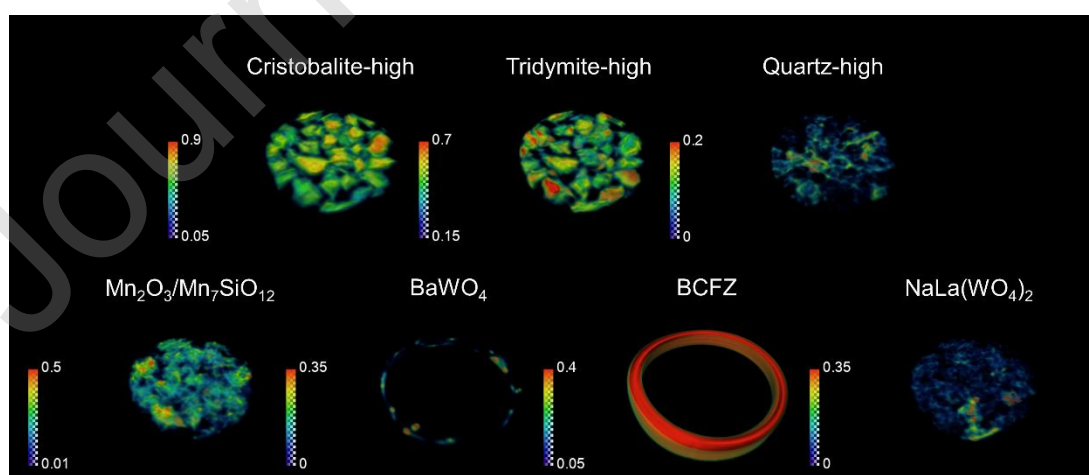 Journ
Cristobalite-high Tridymite-high Quartz-high
0.9 0.7 0.2
0.05 0.15 0
Mn₂O₃/Mn₇SiO₁₂ BaWO₄ BCFZ NaLa(WO₄)₂
0.5 0.35 0.4 0.35
0.01 0 0.05 0